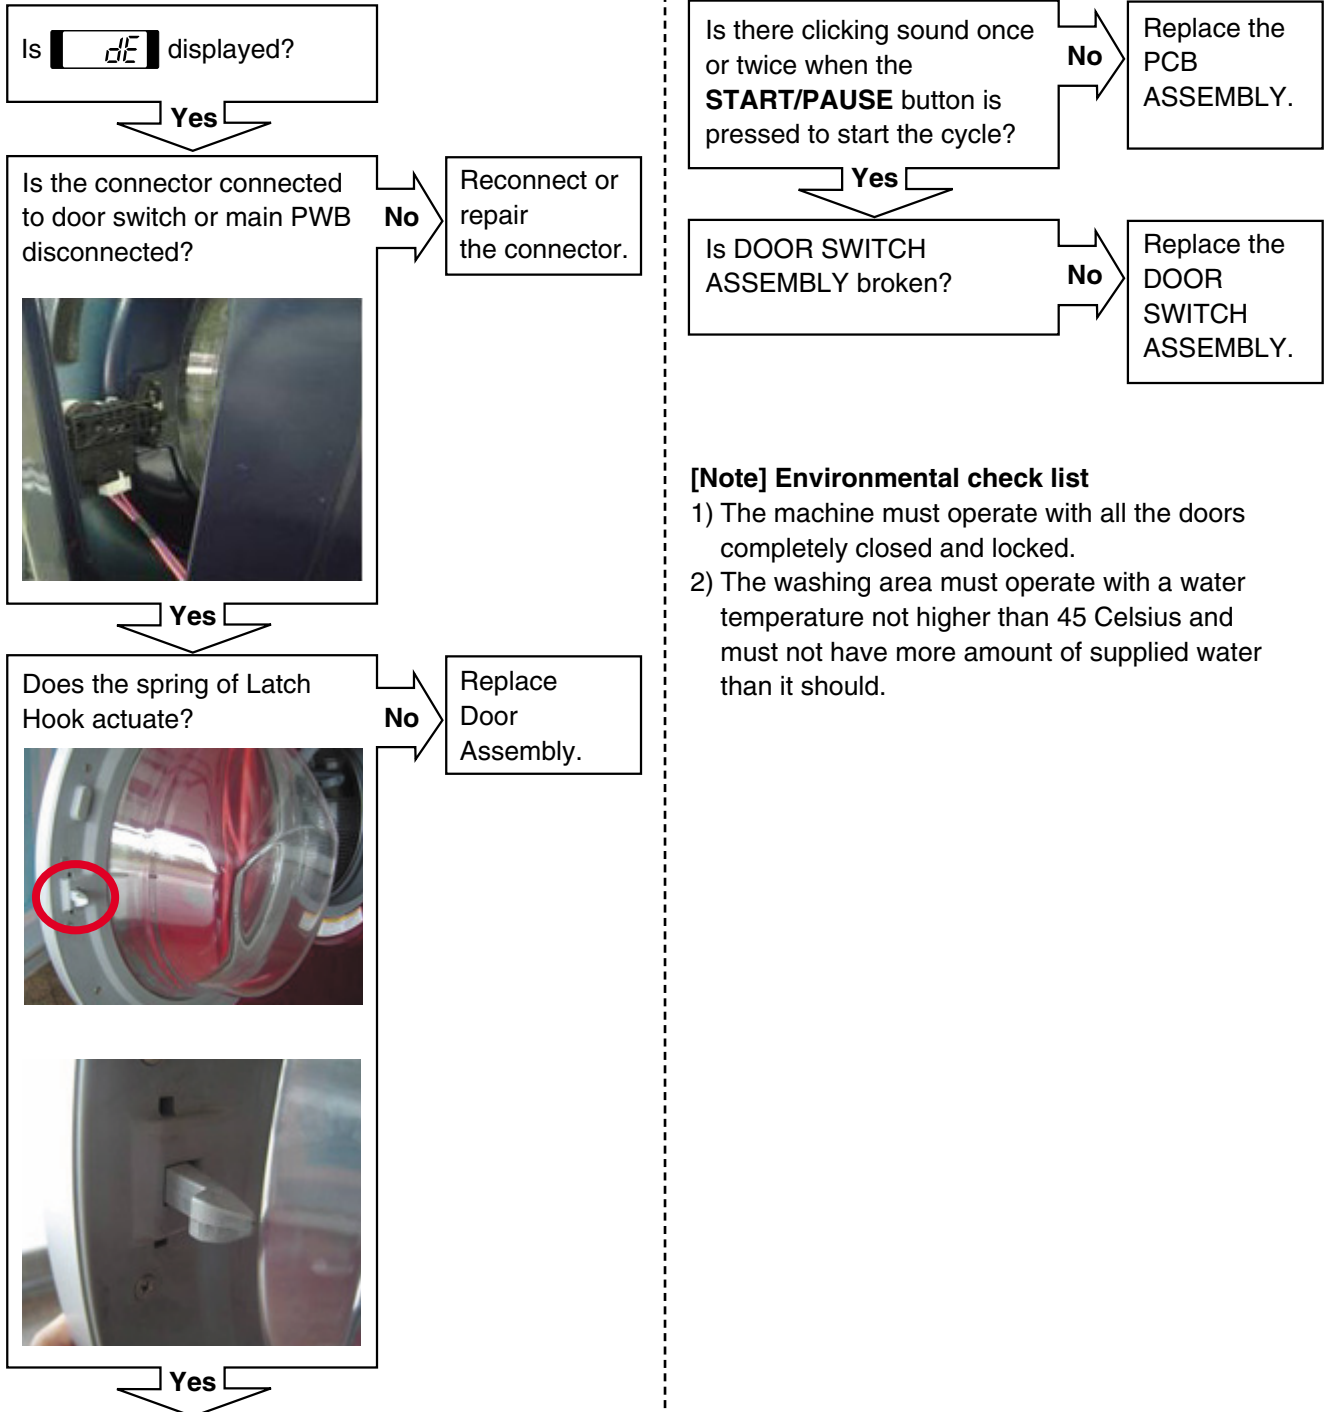 Is dE displayed?
Yes
Is the connector connected
to door switch or main PWB
disconnected?
No
Reconnect or
repair
the connector.
Yes
Does the spring of Latch
Hook actuate?
No
Replace
Door
Assembly.
Yes
Is there clicking sound once
or twice when the
START/PAUSE button is
pressed to start the cycle?
No
Replace the
PCB
ASSEMBLY.
Yes
Is DOOR SWITCH
ASSEMBLY broken?
No
Replace the
DOOR
SWITCH
ASSEMBLY.
[Note] Environmental check list
1) The machine must operate with all the doors
completely closed and locked.
2) The washing area must operate with a water
temperature not higher than 45 Celsius and
must not have more amount of supplied water
than it should.